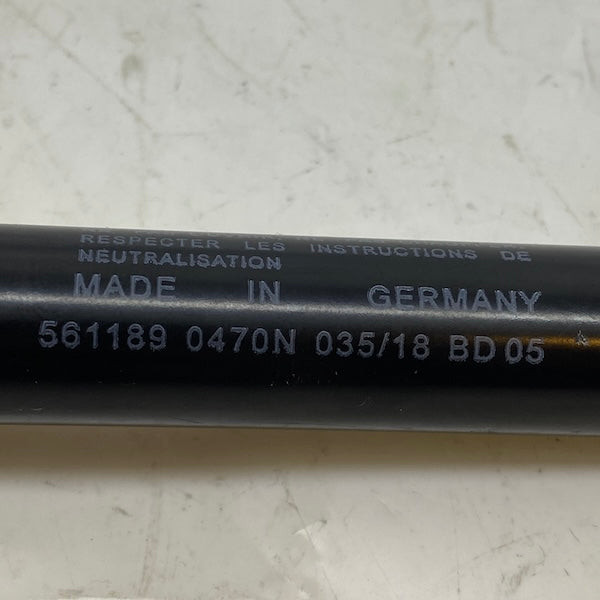 RESPECTER LES INSTRUCTIONS DE
NEUTRALISATION
MADE IN GERMANY
561189 0470N 035/18 BD 05